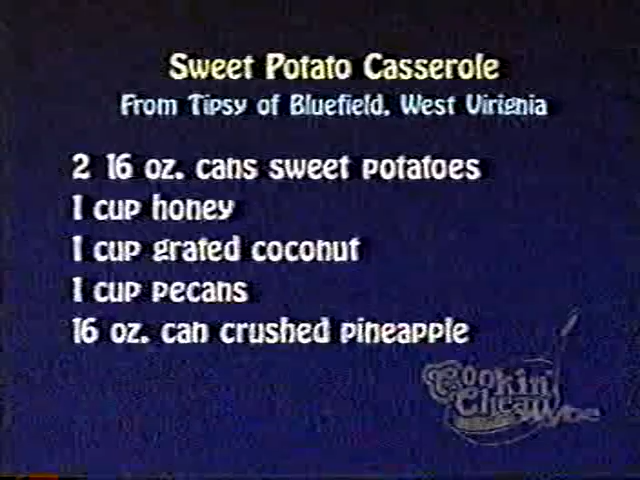 Sweet Potato Casserole
From Tipsy of Bluefield, West Virignia
2 16 oz. cans sweet potatoes
1 cup honey
1 cup grated coconut
1 cup pecans
16 oz. can crushed pineapple
Cookin'
Cheap